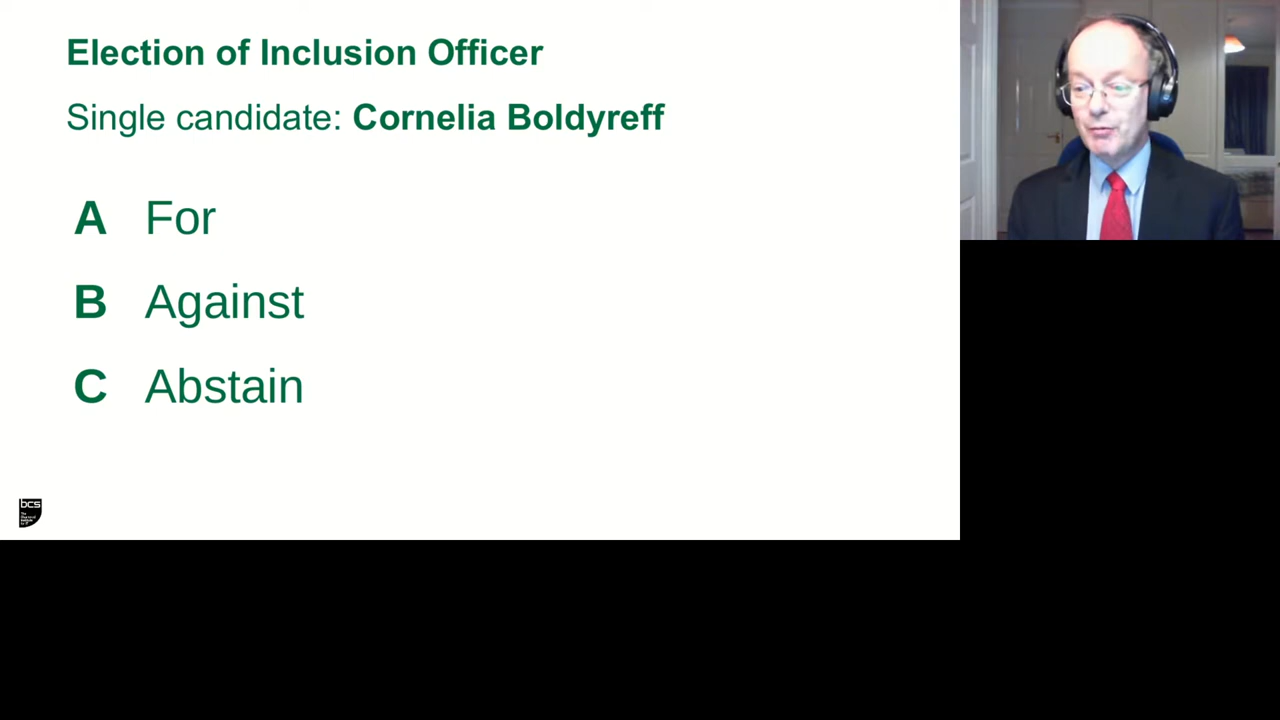 Election of Inclusion Officer
Single candidate: Cornelia Boldyreff
A For
B Against
C Abstain
bcs